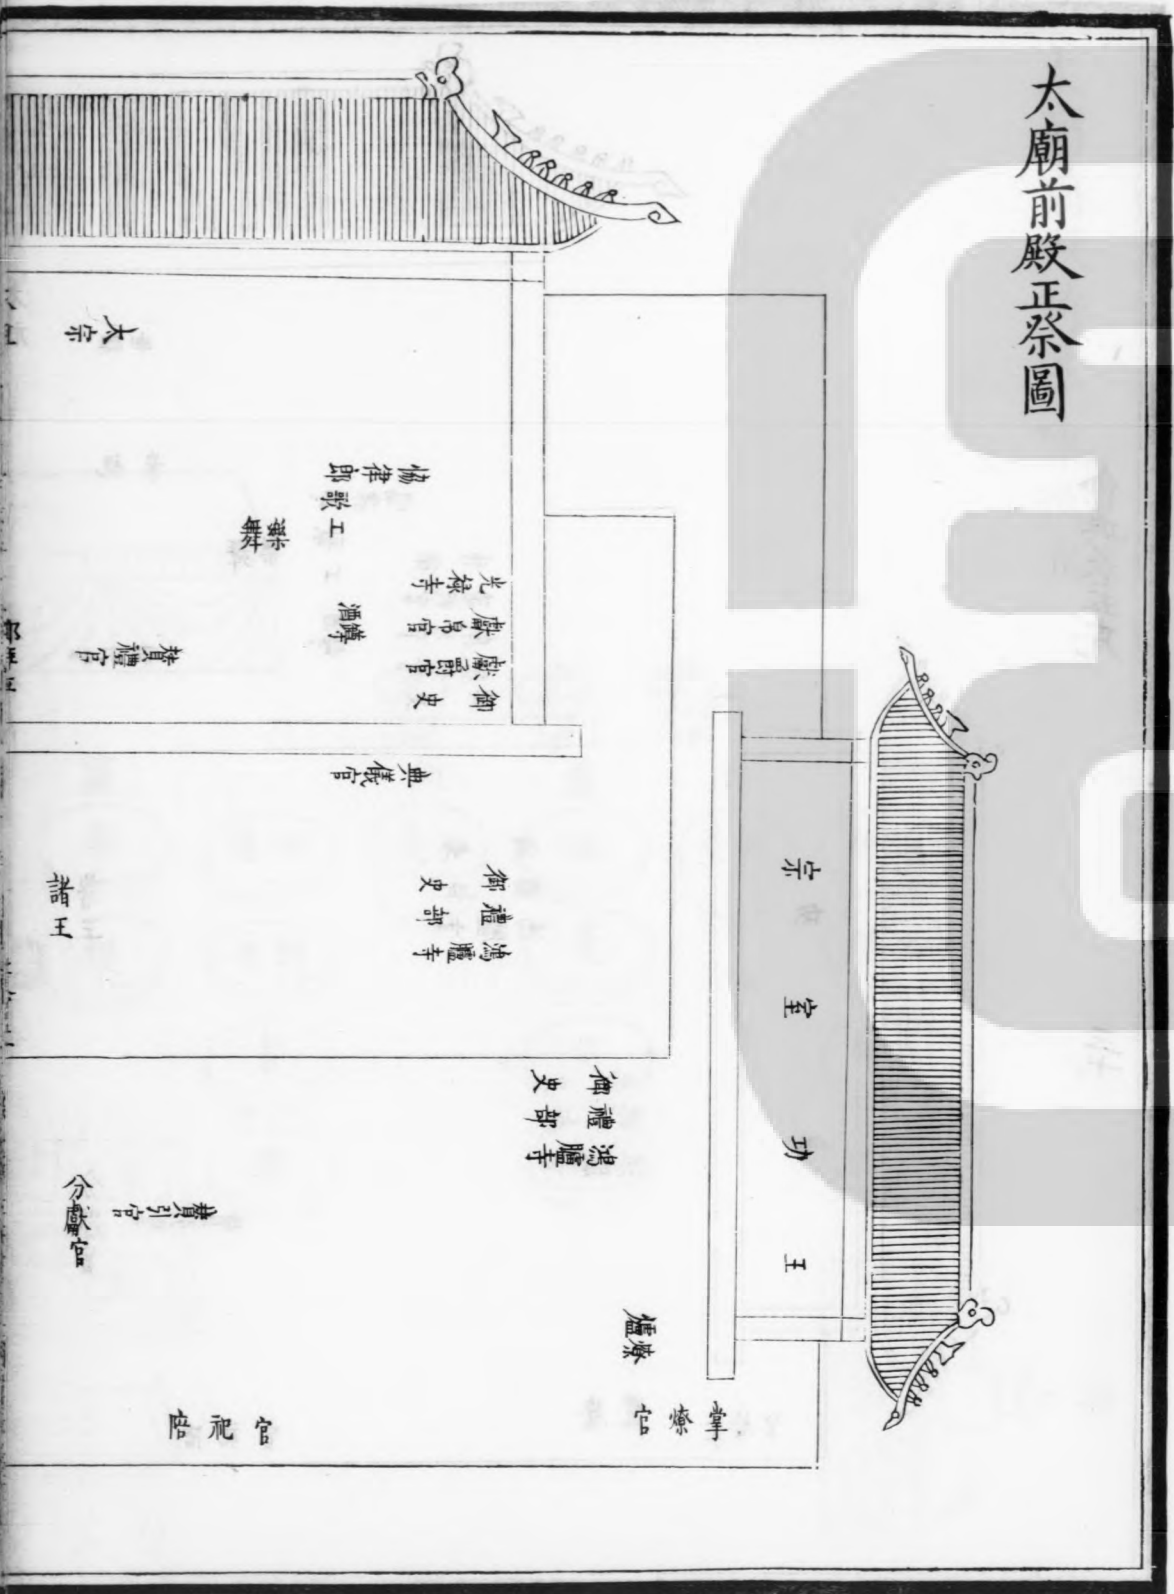 太廟前殿正祭圖
太宗
協律郎
歌工
樂舞
光祿寺
獻帛官
酒罇
獻爵官
御史
贊禮官
典儀官
御史
禮部
鴻臚寺
諸王
宗室功王
御史
禮部
鴻臚寺
分獻官
贊引官
燎爐
掌燎官
陪祀官